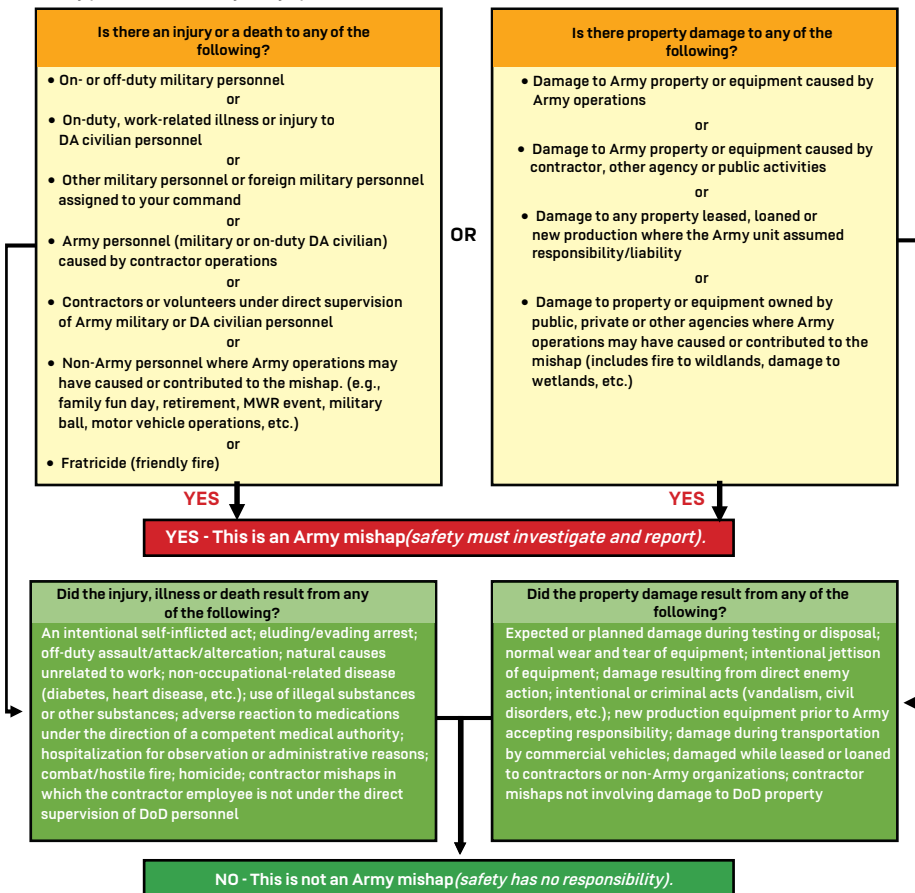 Is there an injury or a death to any of the
following?
• On- or off-duty military personnel
or
• On-duty, work-related illness or injury to
DA civilian personnel
or
• Other military personnel or foreign military personnel
assigned to your command
or
• Army personnel (military or on-duty DA civilian)
caused by contractor operations
or
• Contractors or volunteers under direct supervision
of Army military or DA civilian personnel
or
• Non-Army personnel where Army operations may
have caused or contributed to the mishap. (e.g.,
family fun day, retirement, MWR event, military
ball, motor vehicle operations, etc.)
or
• Fratricide (friendly fire)
OR
Is there property damage to any of the
following?
• Damage to Army property or equipment caused by
Army operations
or
• Damage to Army property or equipment caused by
contractor, other agency or public activities
or
• Damage to any property leased, loaned or
new production where the Army unit assumed
responsibility/liability
or
• Damage to property or equipment owned by
public, private or other agencies where Army
operations may have caused or contributed to the
mishap (includes fire to wildlands, damage to
wetlands, etc.)
YES
YES
YES - This is an Army mishap(safety must investigate and report).
Did the injury, illness or death result from any
of the following?
An intentional self-inflicted act; eluding/evading arrest;
off-duty assault/attack/altercation; natural causes
unrelated to work; non-occupational-related disease
(diabetes, heart disease, etc.); use of illegal substances
or other substances; adverse reaction to medications
under the direction of a competent medical authority;
hospitalization for observation or administrative reasons;
combat/hostile fire; homicide; contractor mishaps in
which the contractor employee is not under the direct
supervision of DoD personnel
Did the property damage result from any of the
following?
Expected or planned damage during testing or disposal;
normal wear and tear of equipment; intentional jettison
of equipment; damage resulting from direct enemy
action; intentional or criminal acts (vandalism, civil
disorders, etc.); new production equipment prior to Army
accepting responsibility; damage during transportation
by commercial vehicles; damaged while leased or loaned
to contractors or non-Army organizations; contractor
mishaps not involving damage to DoD property
NO - This is not an Army mishap(safety has no responsibility).